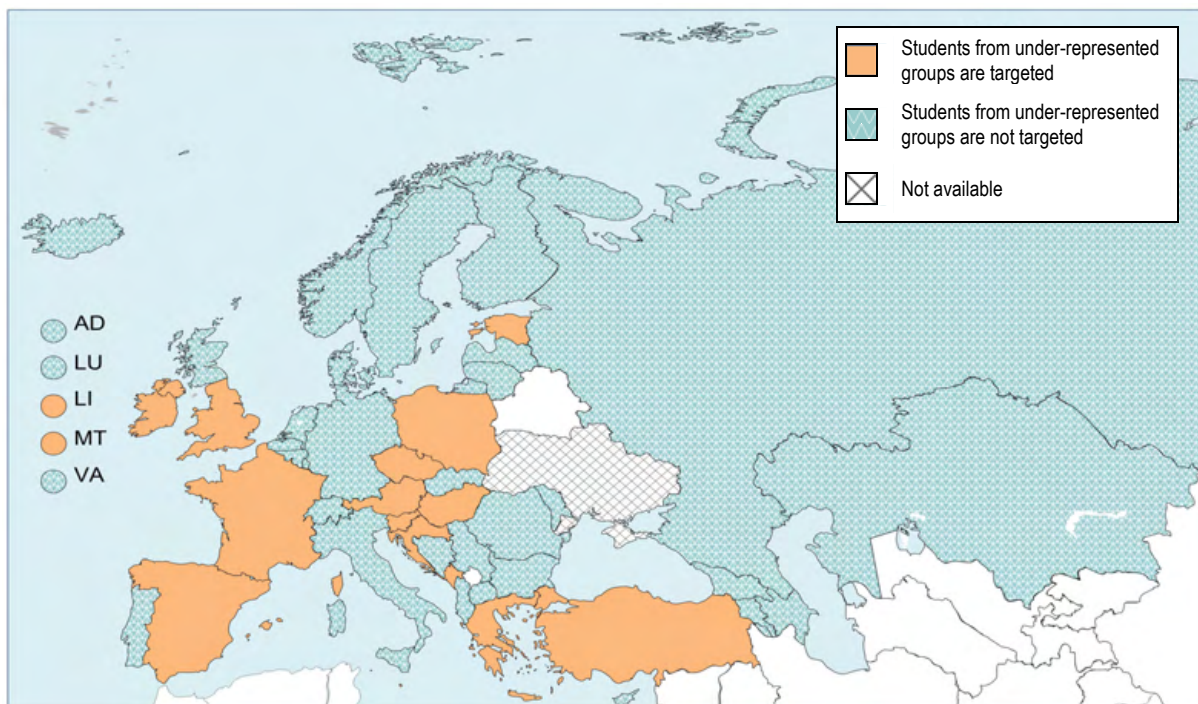 Students from under-represented
groups are targeted
Students from under-represented
groups are not targeted
Not available
AD
LU
LI
MT
VA